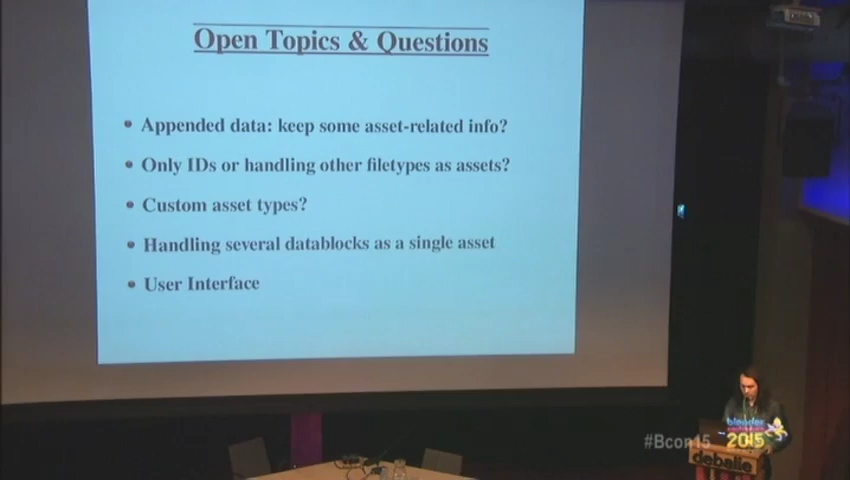 Open Topics & Questions
Appended data: keep some asset-related info?
Only IDs or handling other filetypes as assets?
Custom asset types?
Handling several datablocks as a single asset
User Interface
blender
#Bcon15
2015
debalie